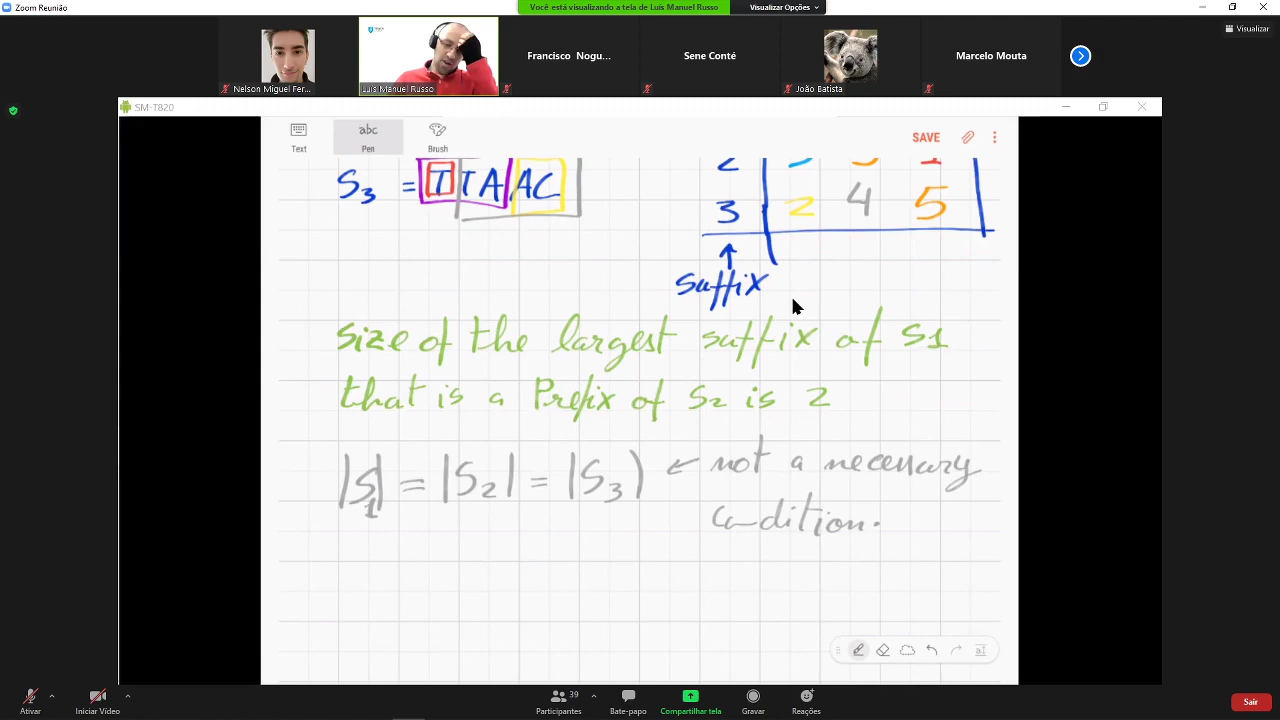 Zoom Reunião
Você está visualizando a tela de Luís Manuel Russo
Visualizar Opções
Visualizar
Nelson Miguel Fer...
Luís Manuel Russo
Francisco Nogu...
Sene Conté
João Batista
Marcelo Mouta
SM-T820
Text
abc
Pen
Brush
SAVE
S3 = TTAAC
3 2 4 5
suffix
Size of the largest suffix of S1
that is a Prefix of S2 is 2
|S1| = |S2| = |S3| ← not a necessary
condition.
Ativar
Iniciar Vídeo
39
Participantes
Bate-papo
Compartilhar tela
Gravar
Reações
Sair